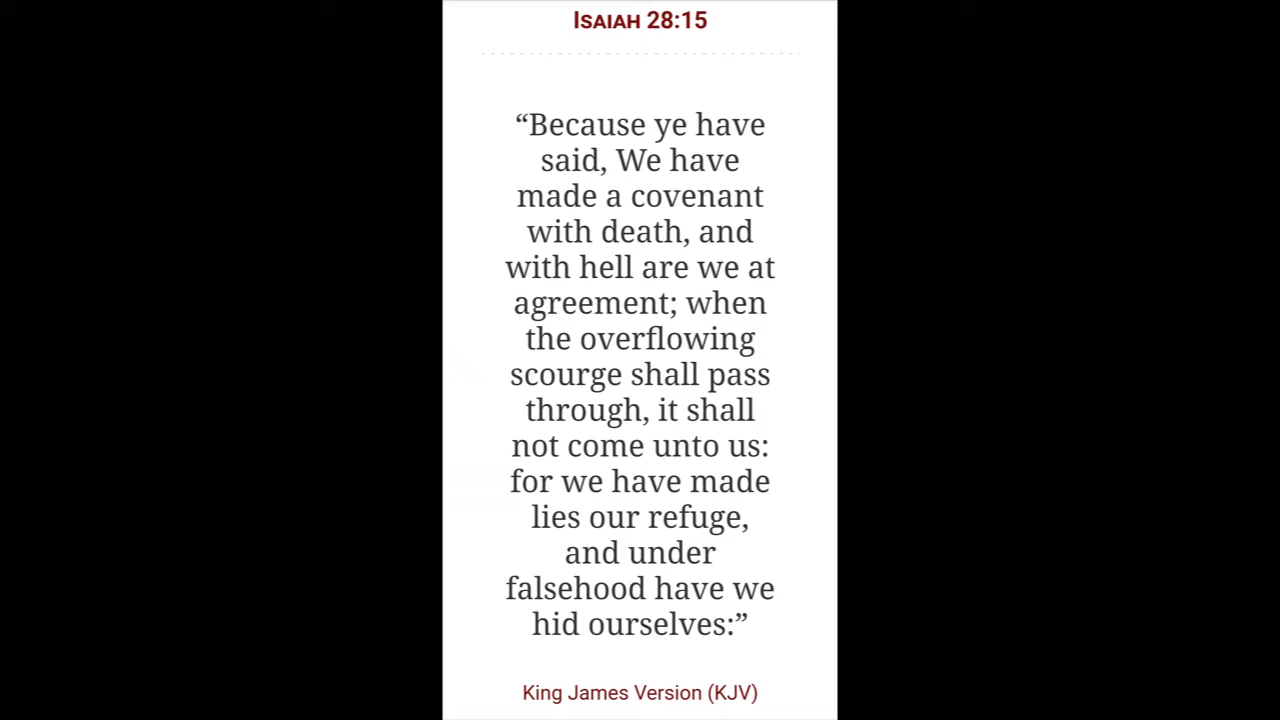 Isaiah 28:15
“Because ye have
said, We have
made a covenant
with death, and
with hell are we at
agreement; when
the overflowing
scourge shall pass
through, it shall
not come unto us:
for we have made
lies our refuge,
and under
falsehood have we
hid ourselves:”
King James Version (KJV)